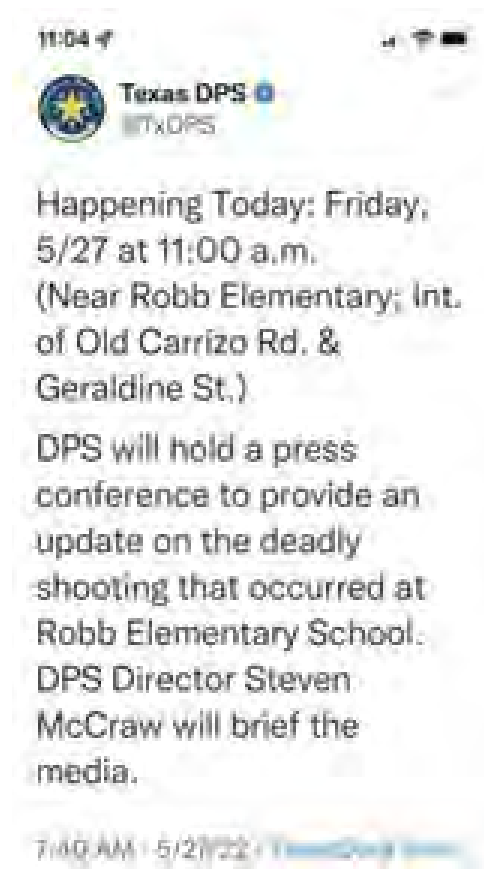 11:04
Texas DPS
@TxDPS
Happening Today: Friday,
5/27 at 11:00 a.m.
(Near Robb Elementary; Int.
of Old Carrizo Rd. &
Geraldine St.)
DPS will hold a press
conference to provide an
update on the deadly
shooting that occurred at
Robb Elementary School.
DPS Director Steven
McCraw will brief the
media.
7:40 AM · 5/27/22 ·